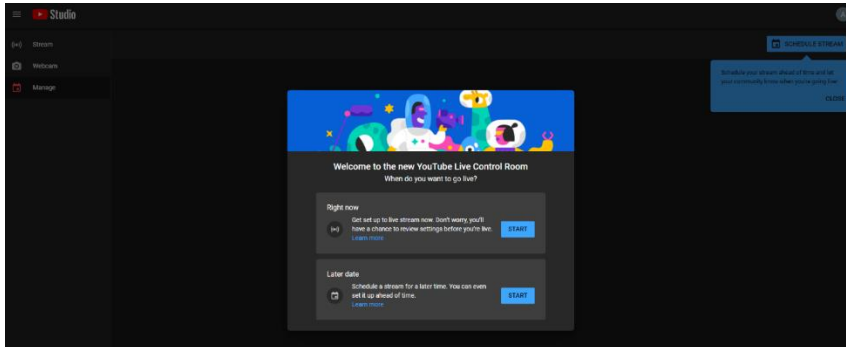 Studio
Stream
SCHEDULE STREAM
Webcam
Schedule your stream ahead of time and let
your community know when you're going live
Manage
CLOSE
Welcome to the new YouTube Live Control Room
When do you want to go live?
Right now
Get set up to live stream now. Don't worry, you'll
have a chance to review settings before you're live.
Learn more
START
Later date
Schedule a stream for a later time. You can even
set it up ahead of time.
Learn more
START